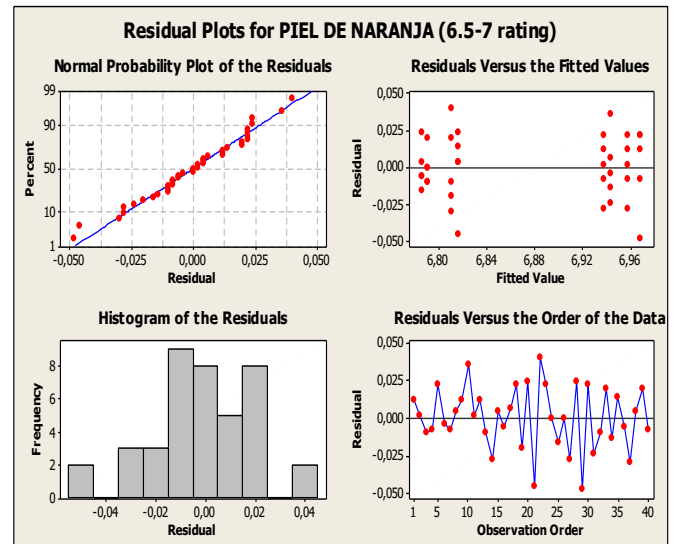 Residual Plots for PIEL DE NARANJA (6.5-7 rating)
Normal Probability Plot of the Residuals
99
90
50
10
1
Percent
-0,050 -0,025 0,000 0,025 0,050
Residual
Residuals Versus the Fitted Values
0,050
0,025
0,000
-0,025
-0,050
Residual
6,80 6,84 6,88 6,92 6,96
Fitted Value
Histogram of the Residuals
8
6
4
2
0
Frequency
-0,04 -0,02 0,00 0,02 0,04
Residual
Residuals Versus the Order of the Data
0,050
0,025
0,000
-0,025
-0,050
Residual
1 5 10 15 20 25 30 35 40
Observation Order